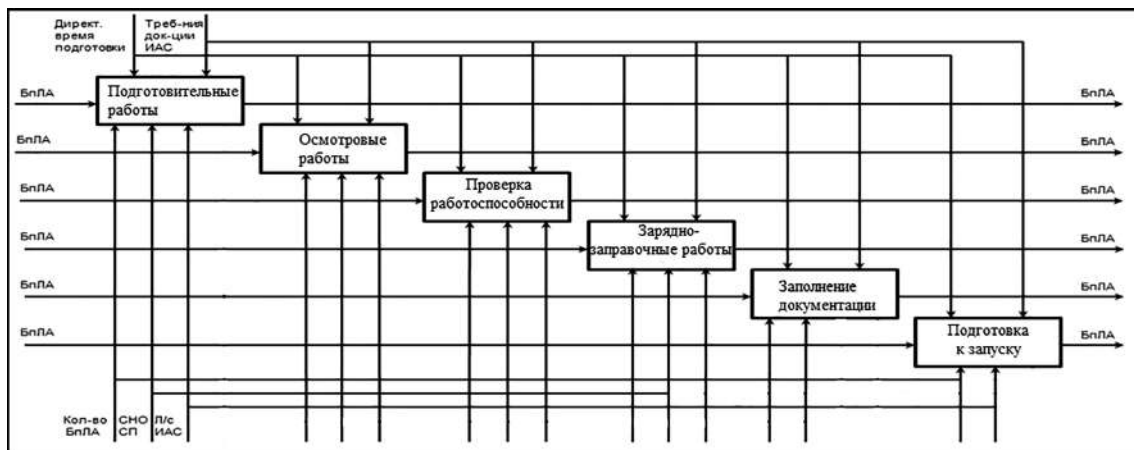 Директ.
время
подготовки
Треб-ния
док-ции
ИАС
БпЛА
Подготовительные
работы
БпЛА
БпЛА
Осмотровые
работы
БпЛА
БпЛА
Проверка
работоспособности
БпЛА
БпЛА
Зарядно-
заправочные работы
БпЛА
БпЛА
Заполнение
документации
БпЛА
БпЛА
Подготовка
к запуску
БпЛА
Кол-во
БпЛА
СНО
СП
Л/с
ИАС